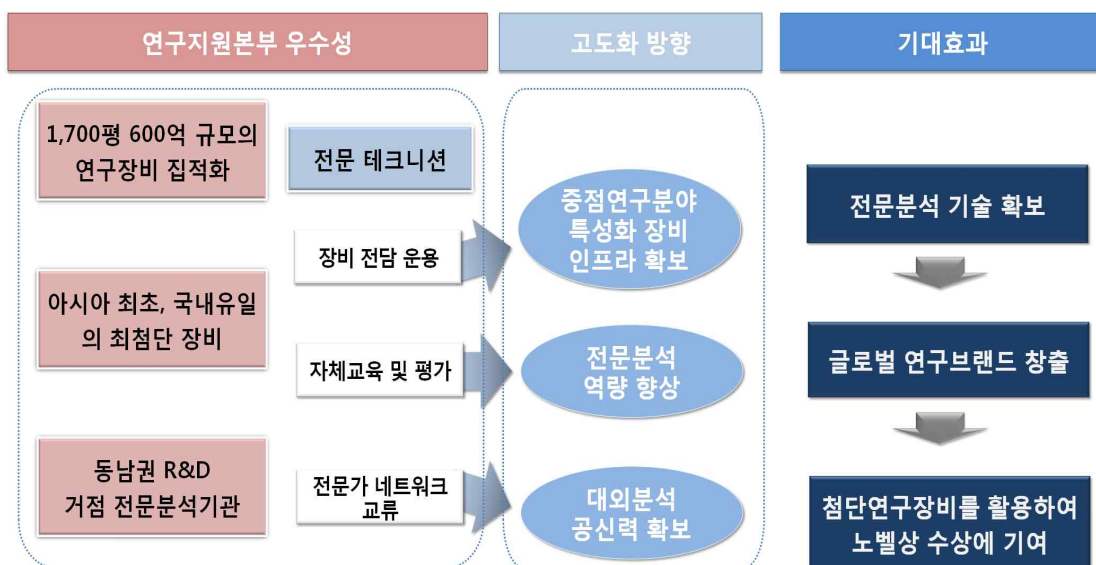 연구지원본부 우수성
고도화 방향
기대효과
1,700평 600억 규모의
연구장비 집적화
아시아 최초, 국내유일
의 최첨단 장비
동남권 R&D
거점 전문분석기관
전문 테크니션
장비 전담 운용
자체교육 및 평가
전문가 네트워크
교류
중점연구분야
특성화 장비
인프라 확보
전문분석
역량 향상
대외분석
공신력 확보
전문분석 기술 확보
글로벌 연구브랜드 창출
첨단연구장비를 활용하여
노벨상 수상에 기여